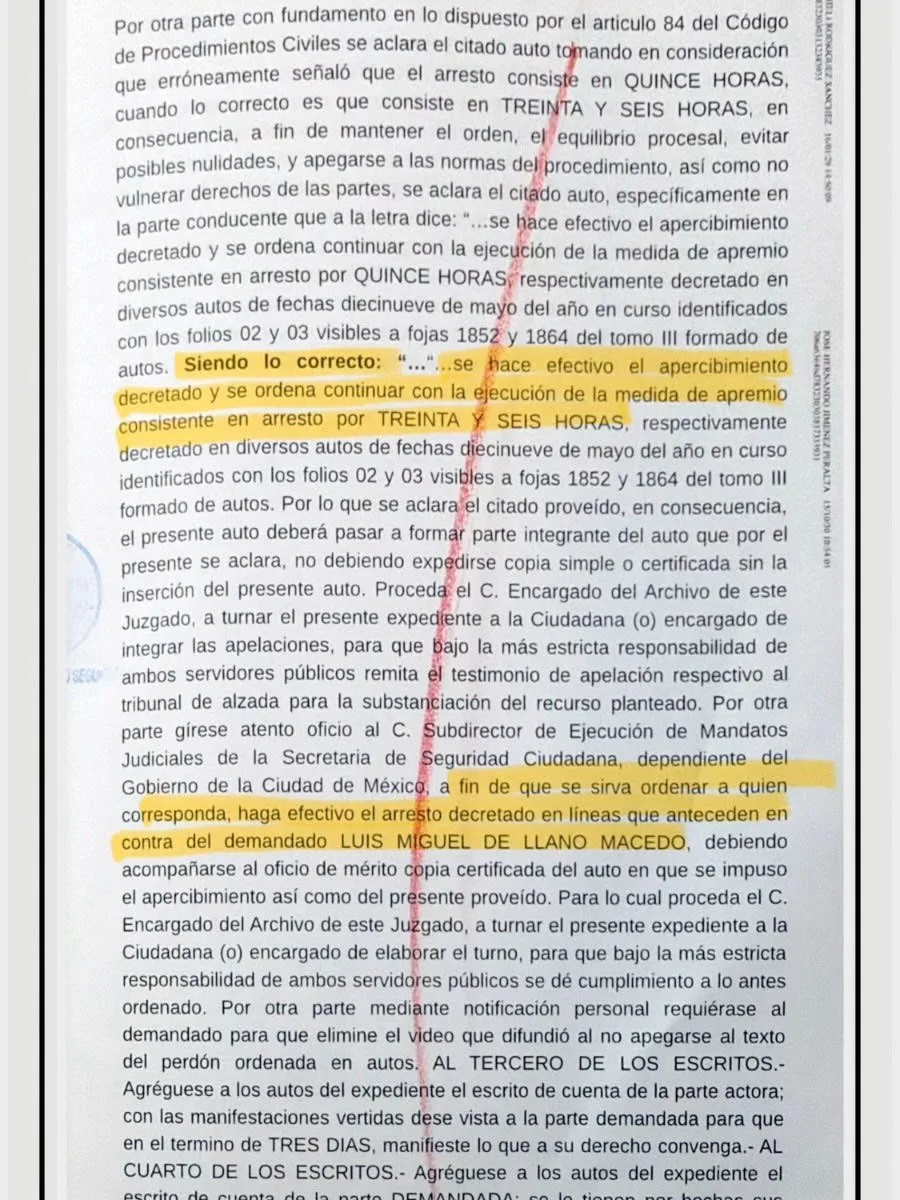 Por otra parte con fundamento en lo dispuesto por el articulo 84 del Código
de Procedimientos Civiles se aclara el citado auto tomando en consideración
que erróneamente señaló que el arresto consiste en QUINCE HORAS,
cuando lo correcto es que consiste en TREINTA Y SEIS HORAS, en
consecuencia, a fin de mantener el orden, el equilibrio procesal, evitar
posibles nulidades, y apegarse a las normas del procedimiento, así como no
vulnerar derechos de las partes, se aclara el citado auto, específicamente en
la parte conducente que a la letra dice: “...se hace efectivo el apercibimiento
decretado y se ordena continuar con la ejecución de la medida de apremio
consistente en arresto por QUINCE HORAS, respectivamente decretado en
diversos autos de fechas diecinueve de mayo del año en curso identificados
con los folios 02 y 03 visibles a fojas 1852 y 1864 del tomo III formado de
autos. Siendo lo correcto: “...“...se hace efectivo el apercibimiento
decretado y se ordena continuar con la ejecución de la medida de apremio
consistente en arresto por TREINTA Y SEIS HORAS, respectivamente
decretado en diversos autos de fechas diecinueve de mayo del año en curso
identificados con los folios 02 y 03 visibles a fojas 1852 y 1864 del tomo III
formado de autos. Por lo que se aclara el citado proveído, en consecuencia,
el presente auto deberá pasar a formar parte integrante del auto que por el
presente se aclara, no debiendo expedirse copia simple o certificada sin la
inserción del presente auto. Proceda el C. Encargado del Archivo de este
Juzgado, a turnar el presente expediente a la Ciudadana (o) encargado de
integrar las apelaciones, para que bajo la más estricta responsabilidad de
ambos servidores públicos remita el testimonio de apelación respectivo al
tribunal de alzada para la substanciación del recurso planteado. Por otra
parte gírese atento oficio al C. Subdirector de Ejecución de Mandatos
Judiciales de la Secretaria de Seguridad Ciudadana, dependiente del
Gobierno de la Ciudad de México, a fin de que se sirva ordenar a quien
corresponda, haga efectivo el arresto decretado en líneas que anteceden en
contra del demandado LUIS MIGUEL DE LLANO MACEDO, debiendo
acompañarse al oficio de mérito copia certificada del auto en que se impuso
el apercibimiento así como del presente proveído. Para lo cual proceda el C.
Encargado del Archivo de este Juzgado, a turnar el presente expediente a la
Ciudadana (o) encargado de elaborar el turno, para que bajo la más estricta
responsabilidad de ambos servidores públicos se dé cumplimiento a lo antes
ordenado. Por otra parte mediante notificación personal requiérase al
demandado para que elimine el video que difundió al no apegarse al texto
del perdón ordenada en autos. AL TERCERO DE LOS ESCRITOS.-
Agréguese a los autos del expediente el escrito de cuenta de la parte actora;
con las manifestaciones vertidas dese vista a la parte demandada para que
en el termino de TRES DIAS, manifieste lo que a su derecho convenga.- AL
CUARTO DE LOS ESCRITOS.- Agréguese a los autos del expediente el
escrito de cuenta de la parte DEMANDADA;
RODRIGUEZ SANCHEZ
JOSE HERNANDO JIMENEZ PERALTA